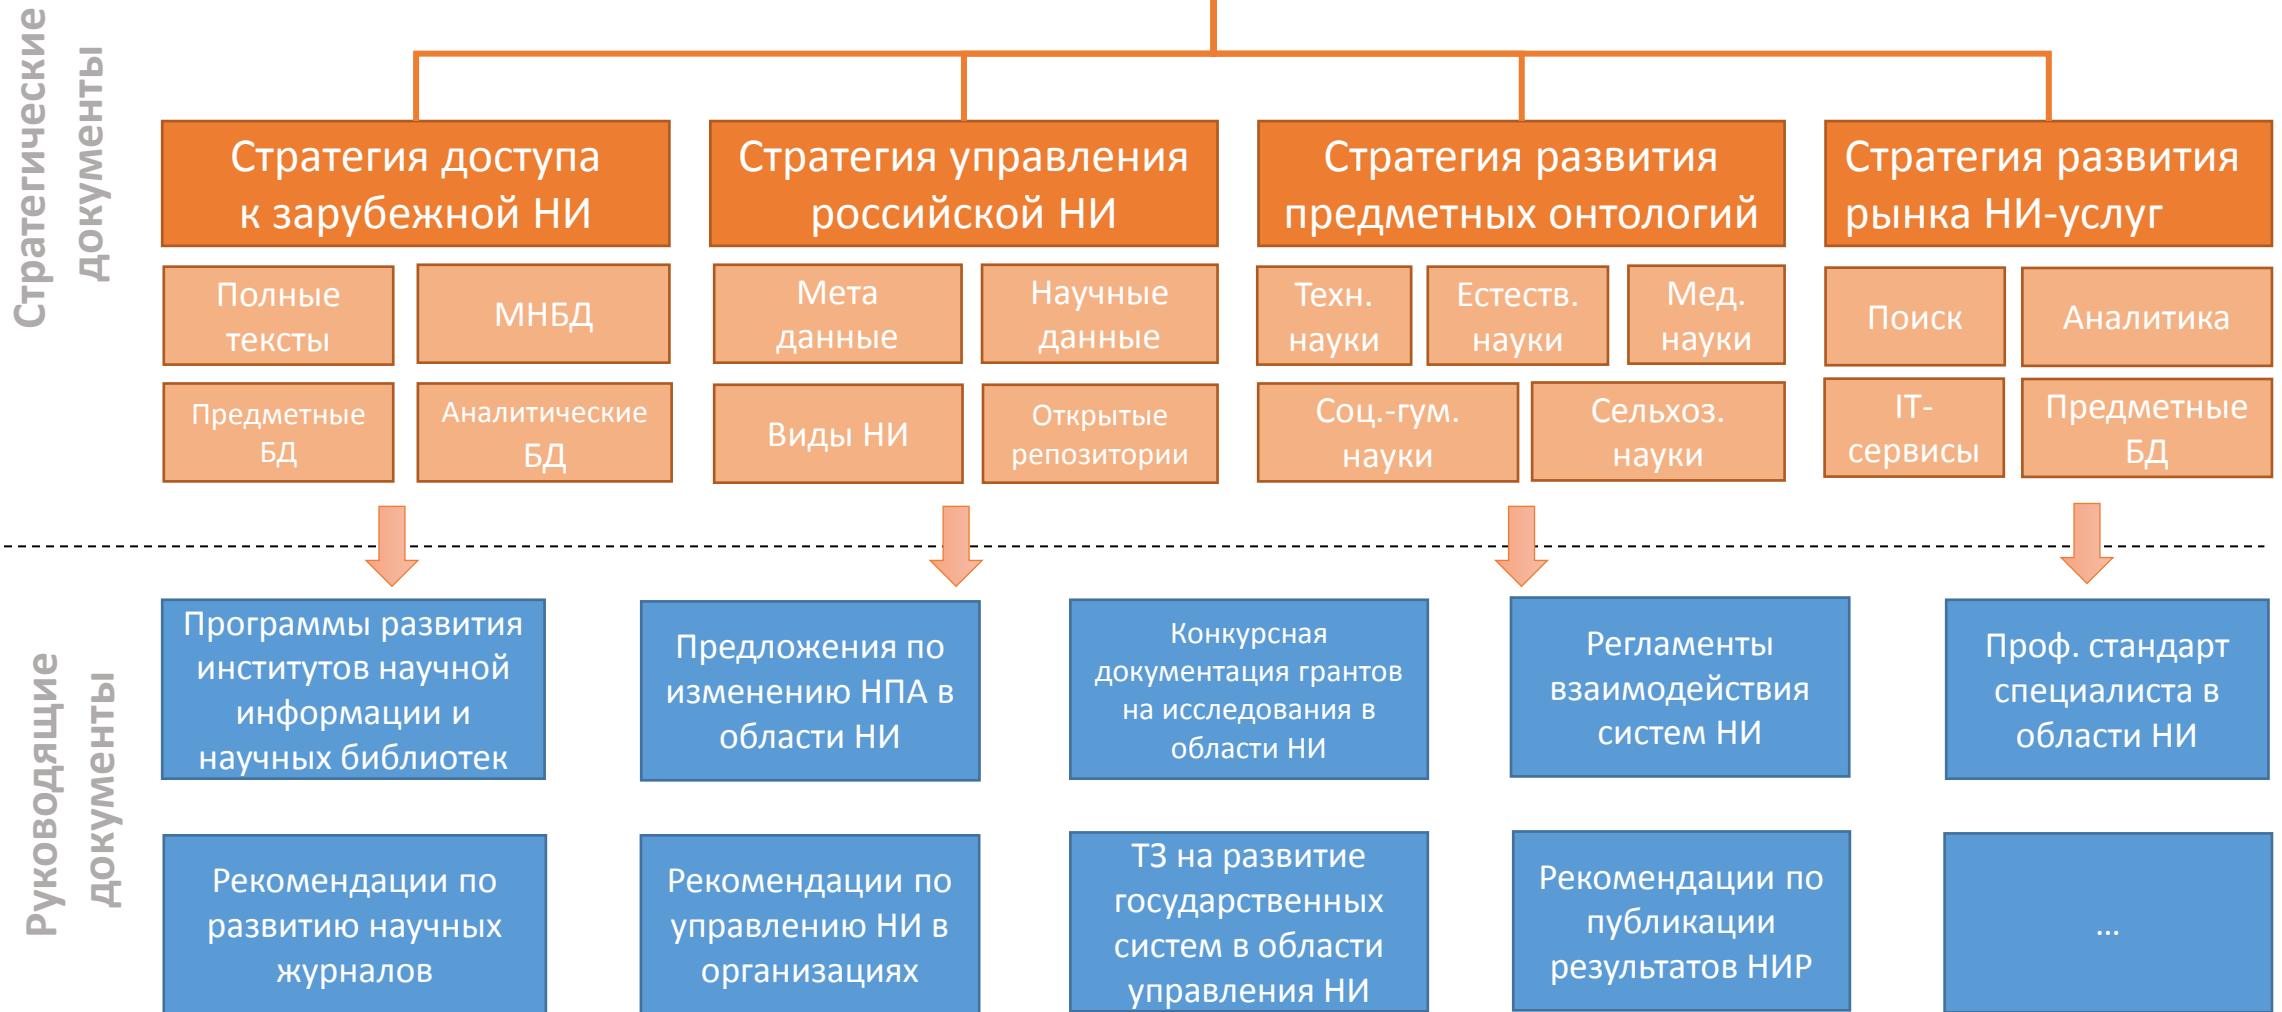 Стратегические
документы
Стратегия доступа
к зарубежной НИ
Стратегия управления
российской НИ
Стратегия развития
предметных онтологий
Стратегия развития
рынка НИ-услуг
Полные
тексты
МНБД
Предметные
БД
Аналитические
БД
Мета
данные
Научные
данные
Виды НИ
Открытые
репозитории
Техн.
науки
Естеств.
науки
Мед.
науки
Соц.-гум.
науки
Сельхоз.
науки
Поиск
Аналитика
IT-
сервисы
Предметные
БД
Руководящие
документы
Программы развития
институтов научной
информации и
научных библиотек
Предложения по
изменению НПА в
области НИ
Конкурсная
документация грантов
на исследования в
области НИ
Регламенты
взаимодействия
систем НИ
Проф. стандарт
специалиста в
области НИ
Рекомендации по
развитию научных
журналов
Рекомендации по
управлению НИ в
организациях
ТЗ на развитие
государственных
систем в области
управления НИ
Рекомендации по
публикации
результатов НИР
...